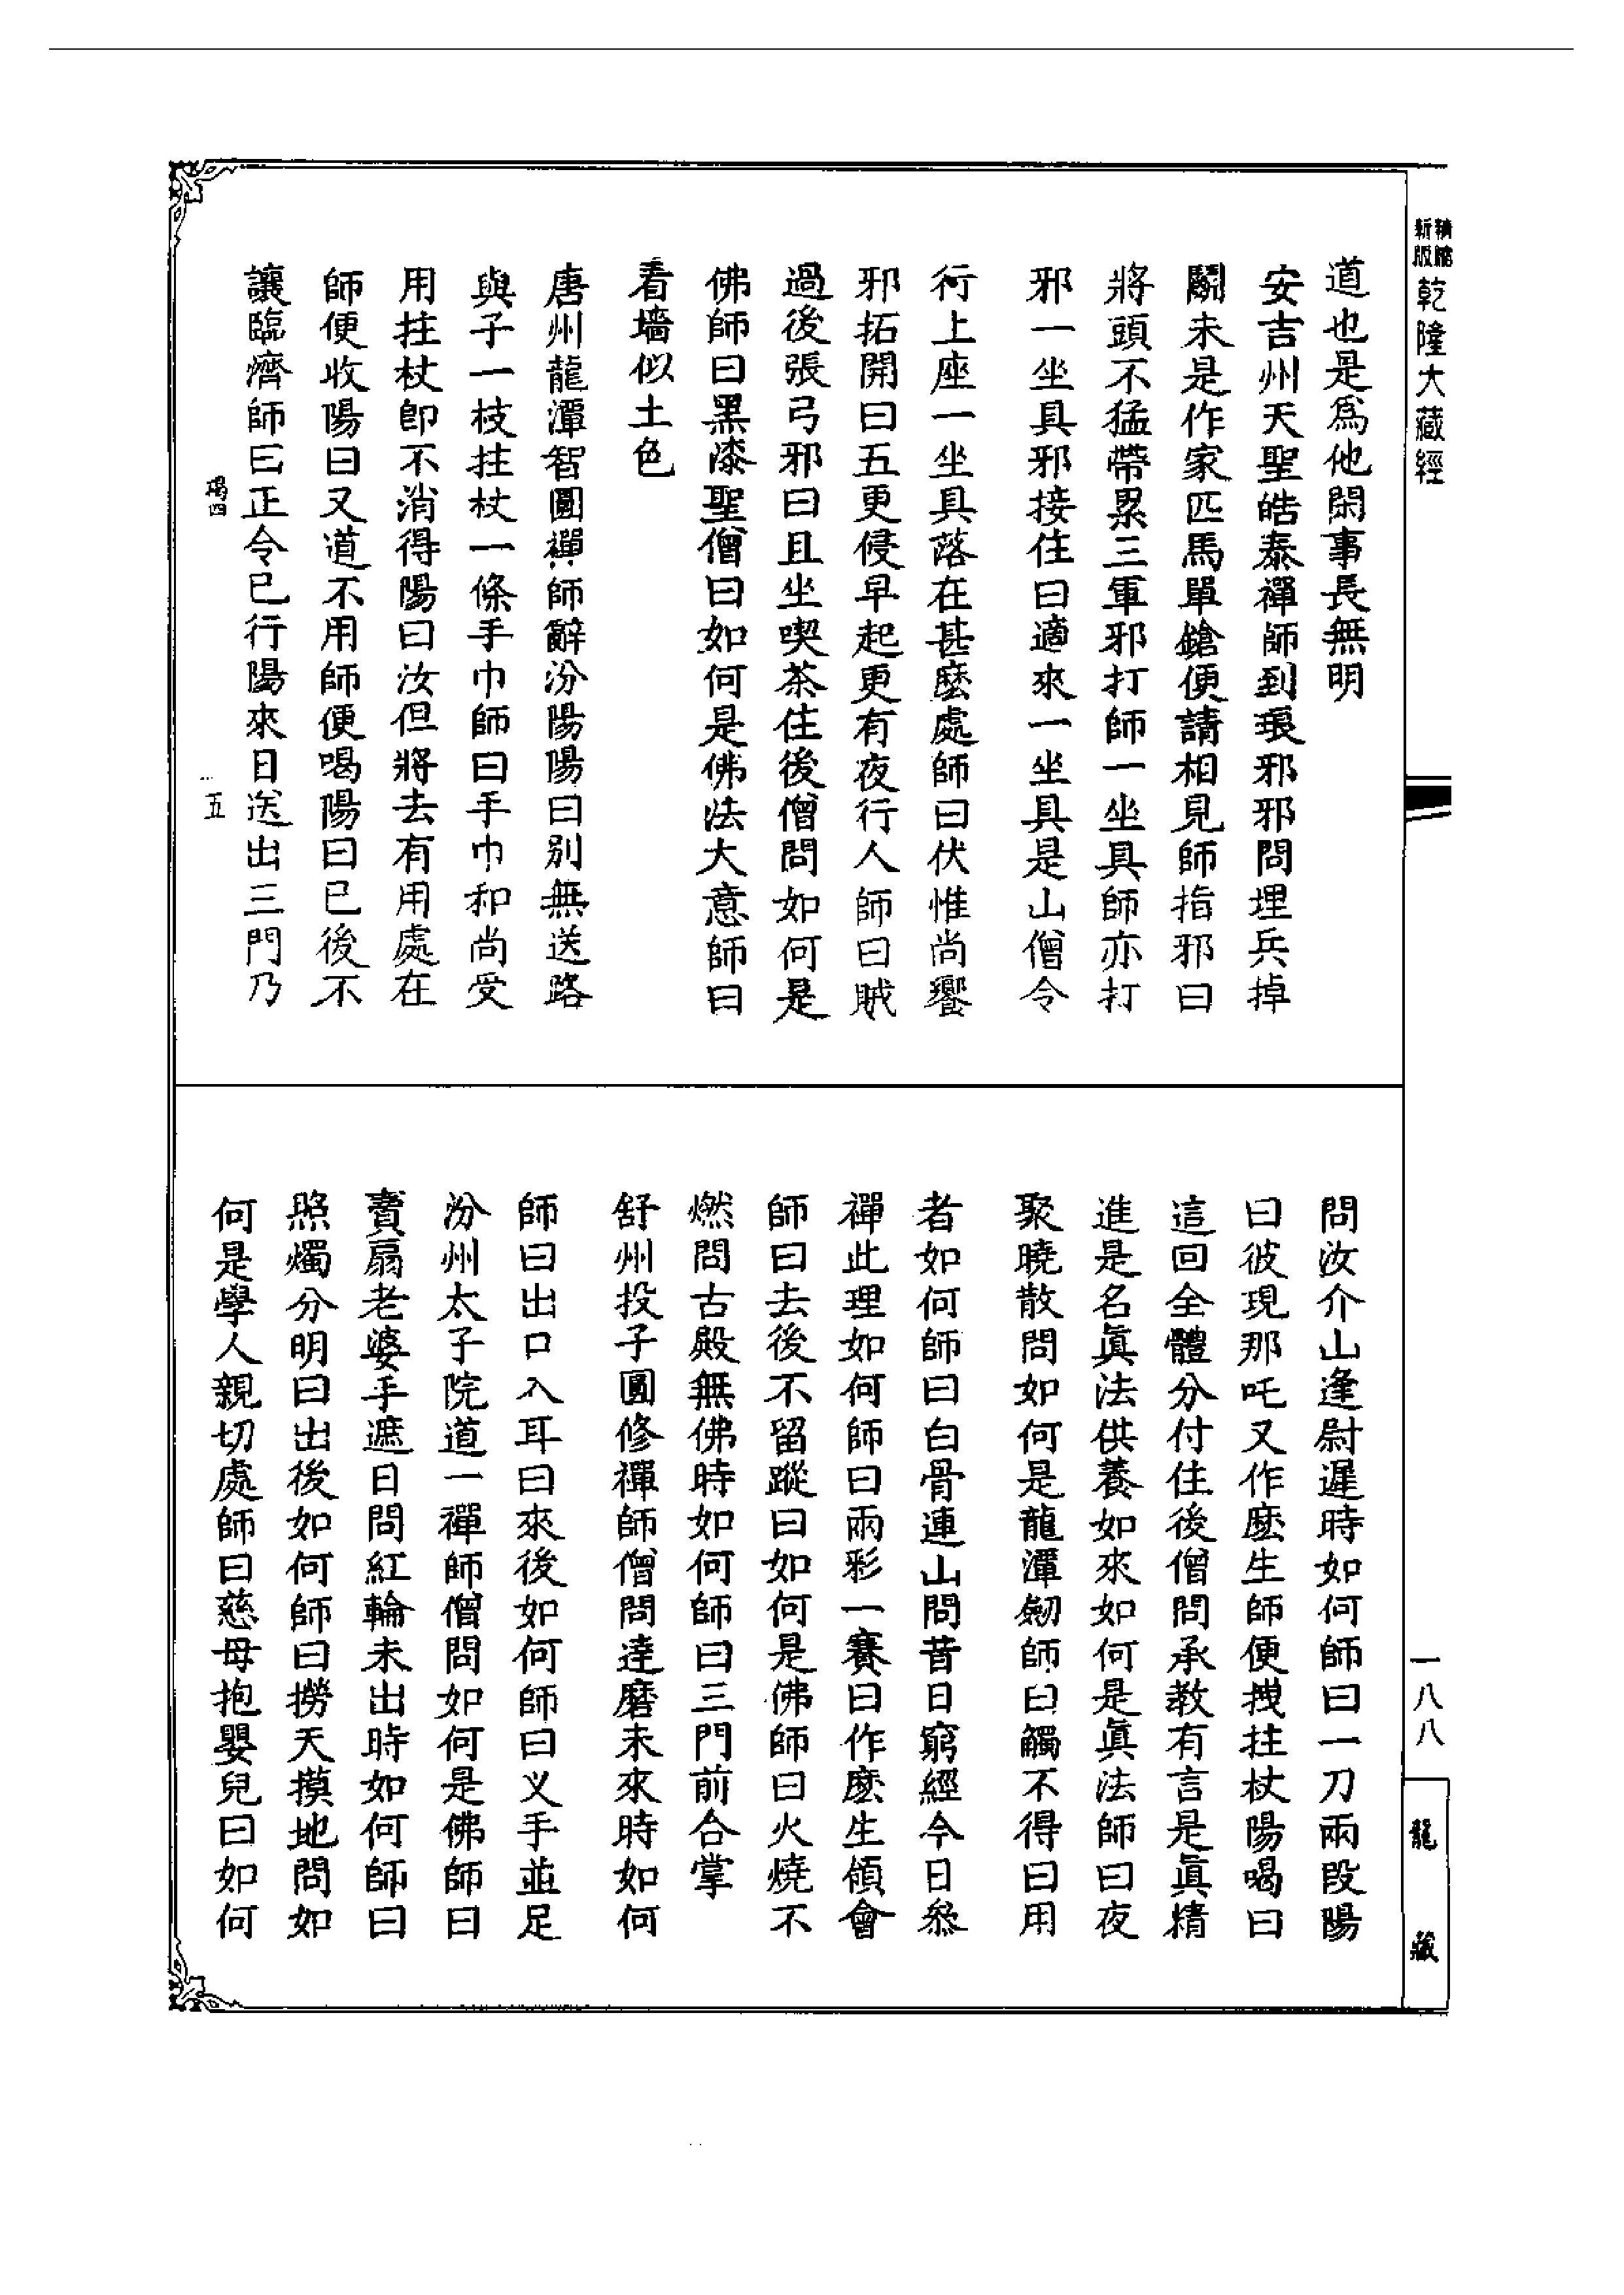 精縮新版
乾隆大藏經
一八八
龍藏
道也是爲他閑事長無明
安吉州天聖皓泰禪師到瑯邪邪問埋兵掉
鬭未是作家匹馬單鎗便請相見師指邪曰
將頭不猛帶累三軍邪打師一坐具師亦打
邪一坐具邪接住曰適來一坐具是山僧令
行上座一坐具落在甚麼處師曰伏惟尚饗
邪拓開曰五更侵早起更有夜行人師曰賊
過後張弓邪曰且坐喫茶住後僧問如何是
佛師曰黑漆聖僧曰如何是佛法大意師曰
看墻似土色
唐州龍潭智圓禪師辭汾陽陽曰別無送路
與子一枝拄杖一條手巾師曰手巾和尚受
用拄杖即不消得陽曰汝但將去有用處在
師便收陽曰又道不用師便喝陽曰已後不
讓臨濟師曰正令已行陽來日送出三門乃
碣四
五
問汝介山逢尉遲時如何師曰一刀兩段陽
曰彼現那吒又作麼生師便拽拄杖陽喝曰
這回全體分付住後僧問承教有言是眞精
進是名眞法供養如來如何是眞法師曰夜
聚曉散問如何是龍潭劒師曰觸不得曰用
者如何師曰白骨連山問昔日窮經今日叅
禪此理如何師曰兩彩一賽曰作麼生領會
師曰去後不留蹤曰如何是佛師曰火燒不
燃問古殿無佛時如何師曰三門前合掌
舒州投子圓修禪師僧問達磨未來時如何
師曰出口入耳曰來後如何師曰义手並足
汾州太子院道一禪師僧問如何是佛師曰
賣扇老婆手遮日問紅輪未出時如何師曰
照燭分明曰出後如何師曰撈天摸地問如
何是學人親切處師曰慈母抱嬰兒曰如何